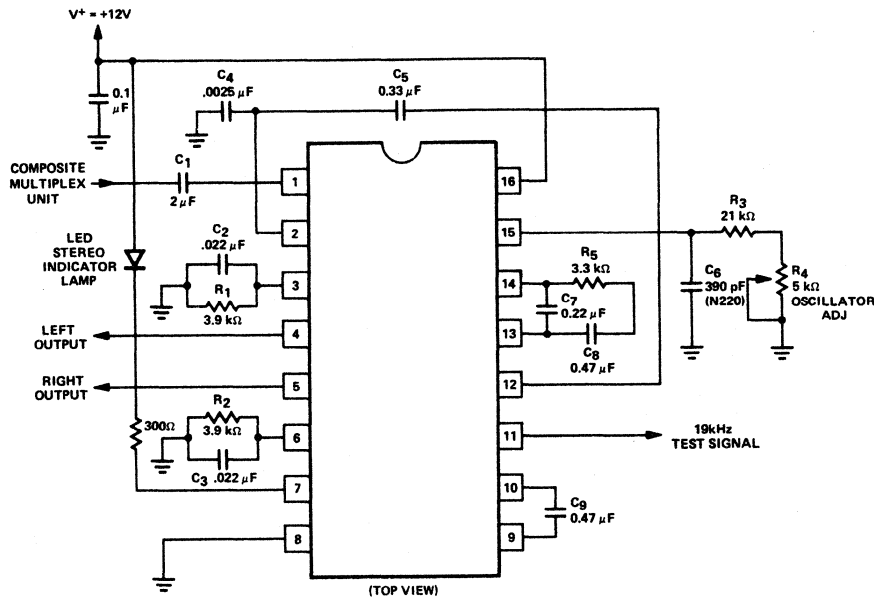 V+ = +12V
0.1
μF
C4
.0025 μF
C5
0.33 μF
COMPOSITE
MULTIPLEX
UNIT
C1
2 μF
1
16
LED
STEREO
INDICATOR
LAMP
C2
.022 μF
2
15
R3
21 kΩ
R1
3.9 kΩ
3
14
R5
3.3 kΩ
C7
0.22 μF
C6
390 pF
(N220)
R4
5 kΩ
OSCILLATOR
ADJ
LEFT
OUTPUT
4
13
C8
0.47 μF
RIGHT
OUTPUT
5
12
300Ω
R2
3.9 kΩ
C3 .022 μF
6
11
19kHz
TEST SIGNAL
7
10
C9
0.47 μF
8
9
(TOP VIEW)